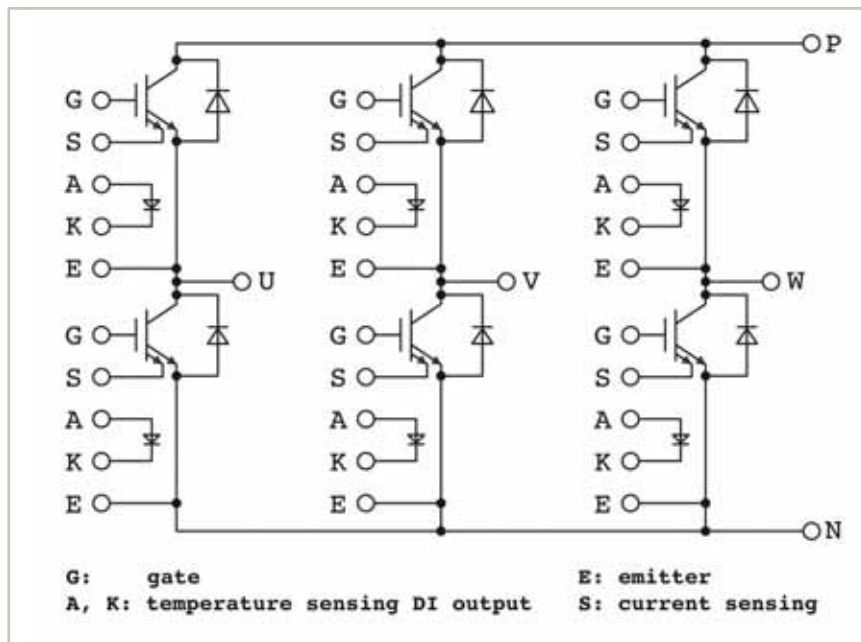 P
G G G
S S S
A A A
K K K
E E E
U V W
G G G
S S S
A A A
K K K
E E E
N
G: gate E: emitter
A, K: temperature sensing DI output S: current sensing